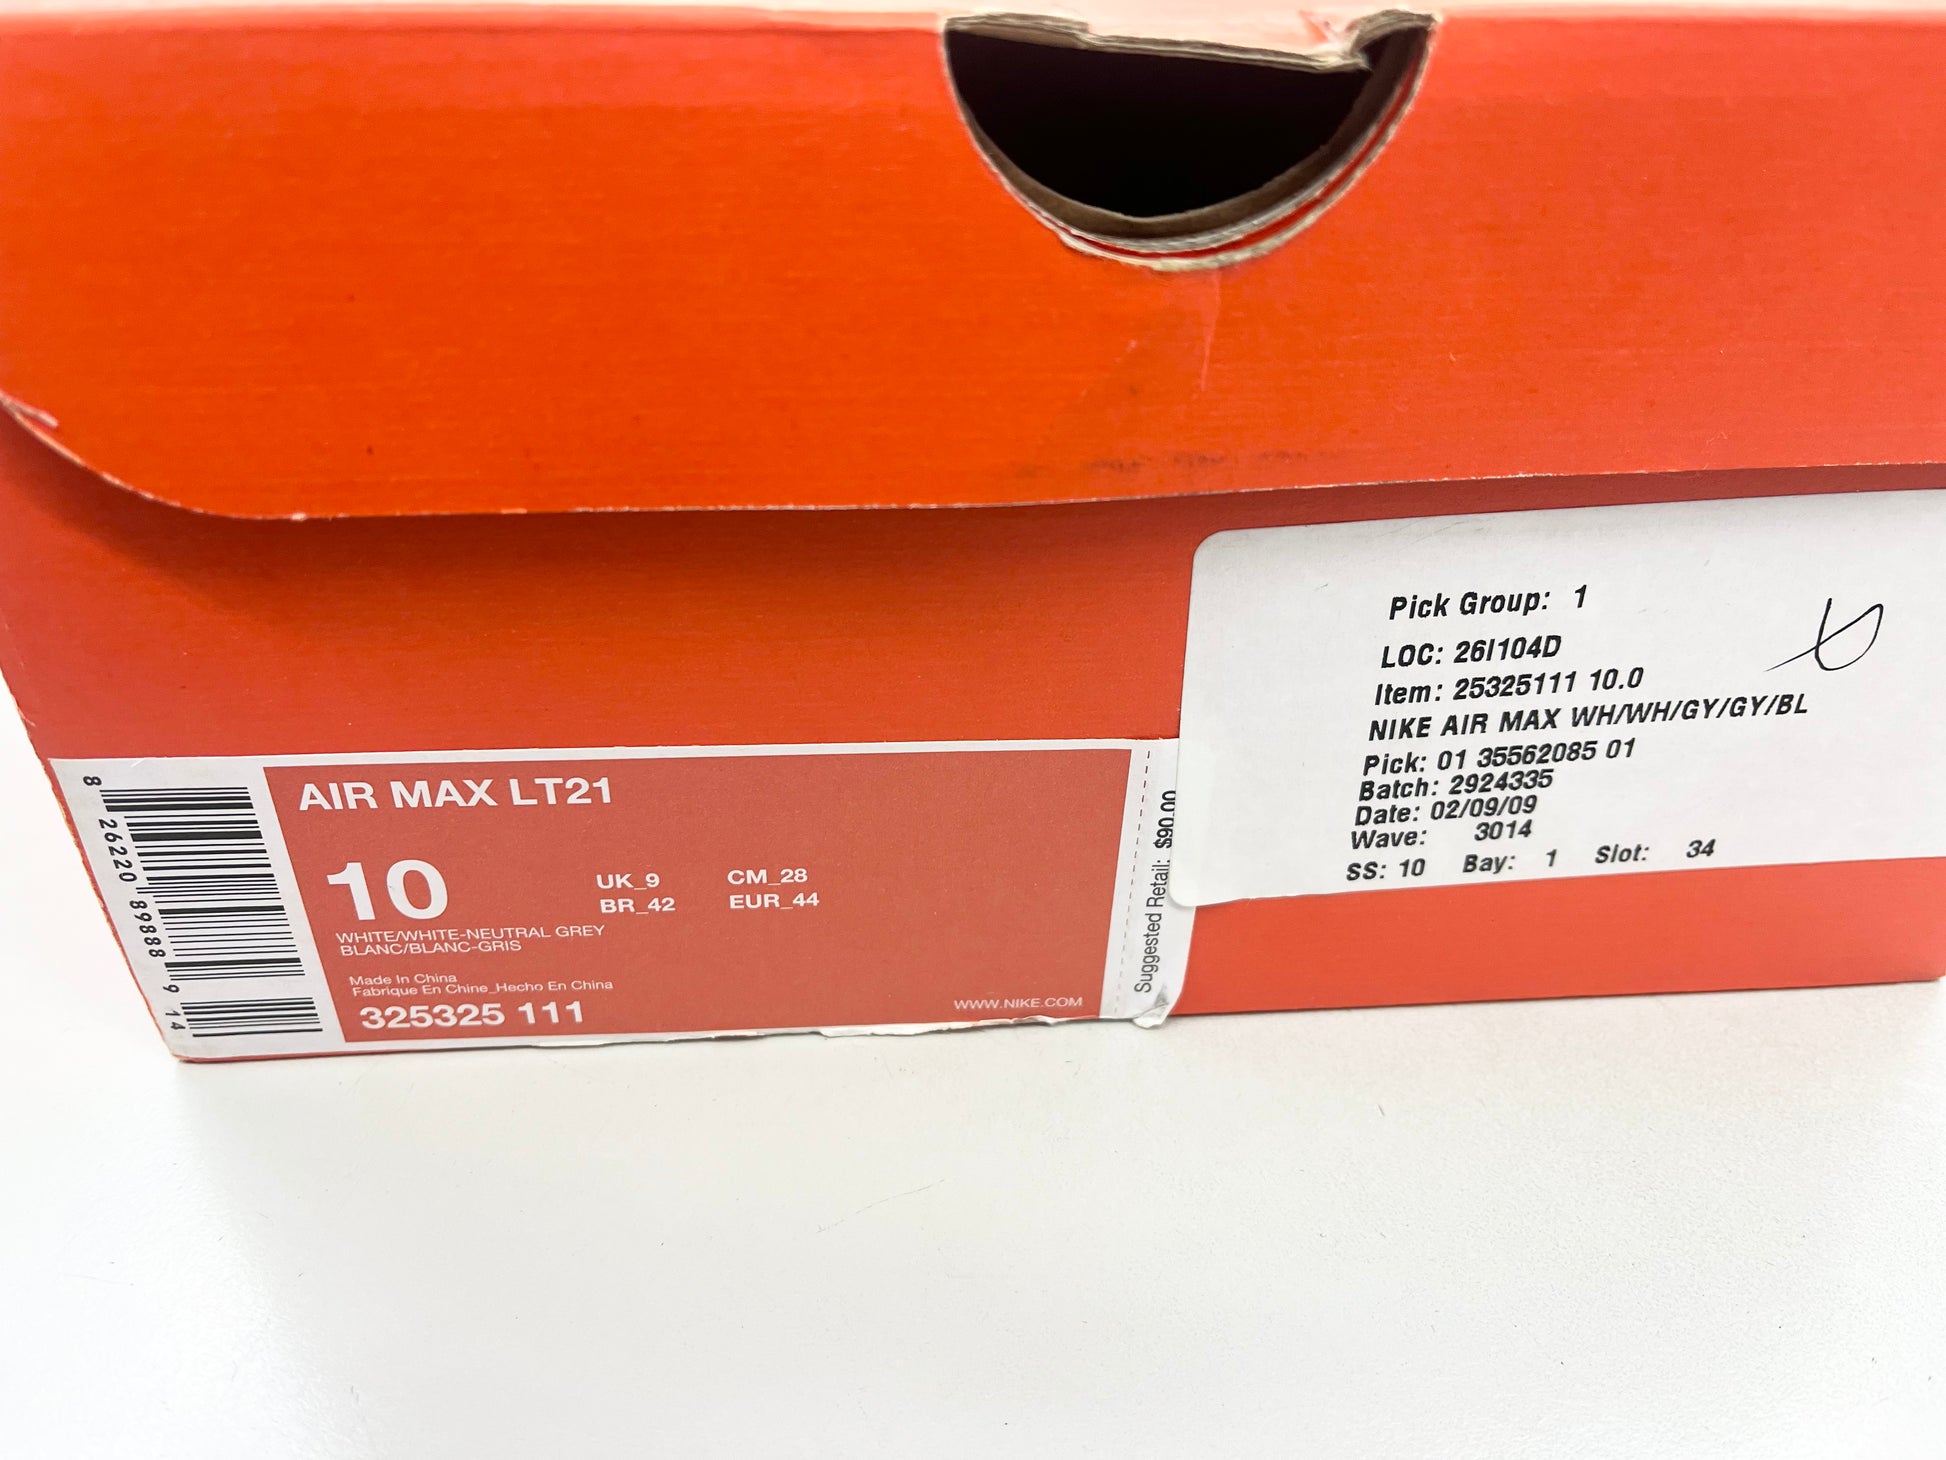 8 26220 89888 9 14
AIR MAX LT21
10
UK_9 CM_28
BR_42 EUR_44
WHITE/WHITE-NEUTRAL GREY
BLANC/BLANC-GRIS
Made In China
Fabrique En Chine_Hecho En China
325325 111
WWW.NIKE.COM
Suggested Retail: $90.00
Pick Group: 1
LOC: 26I104D
Item: 25325111 10.0
NIKE AIR MAX WH/WH/GY/GY/BL
Pick: 01 35562085 01
Batch: 2924335
Date: 02/09/09
Wave: 3014
SS: 10 Bay: 1 Slot: 34